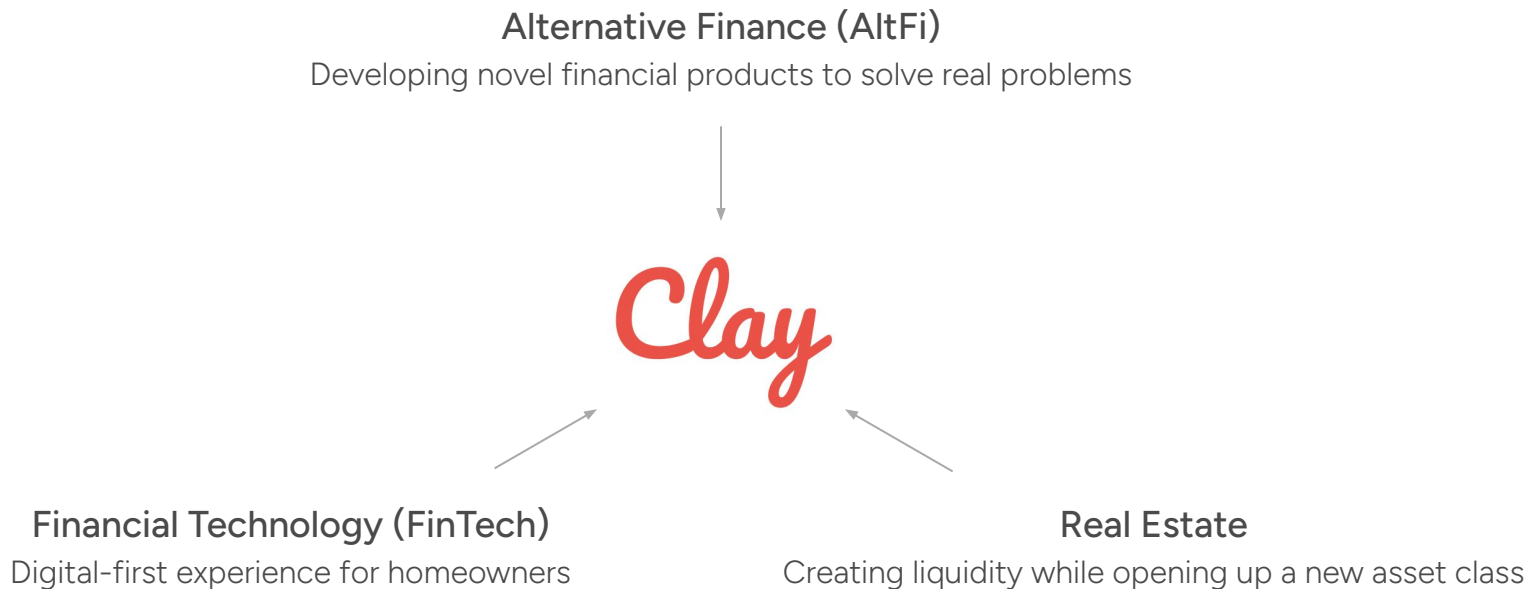 Alternative Finance (AltFi)
Developing novel financial products to solve real problems
Clay
Financial Technology (FinTech)
Digital-first experience for homeowners
Real Estate
Creating liquidity while opening up a new asset class